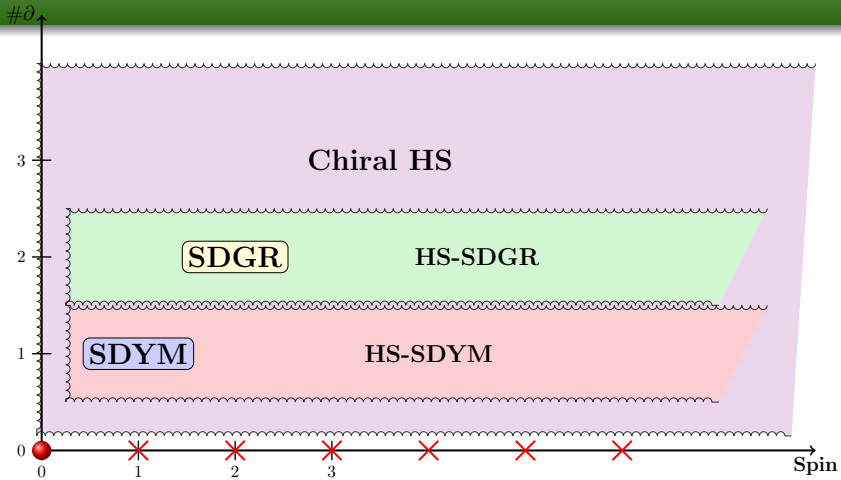 #∂
3
Chiral HS
2
SDGR HS-SDGR
1
SDYM HS-SDYM
0
0 1 2 3
Spin